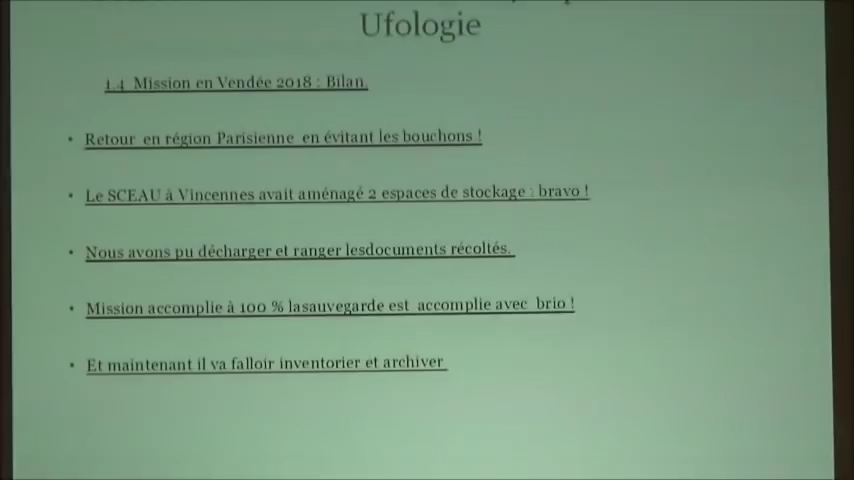 Ufologie
1.4 Mission en Vendée 2018 : Bilan.
• Retour en région Parisienne en évitant les bouchons !
• Le SCEAU à Vincennes avait aménagé 2 espaces de stockage : bravo !
• Nous avons pu décharger et ranger lesdocuments récoltés.
• Mission accomplie à 100 % lasauvegarde est accomplie avec brio !
• Et maintenant il va falloir inventorier et archiver